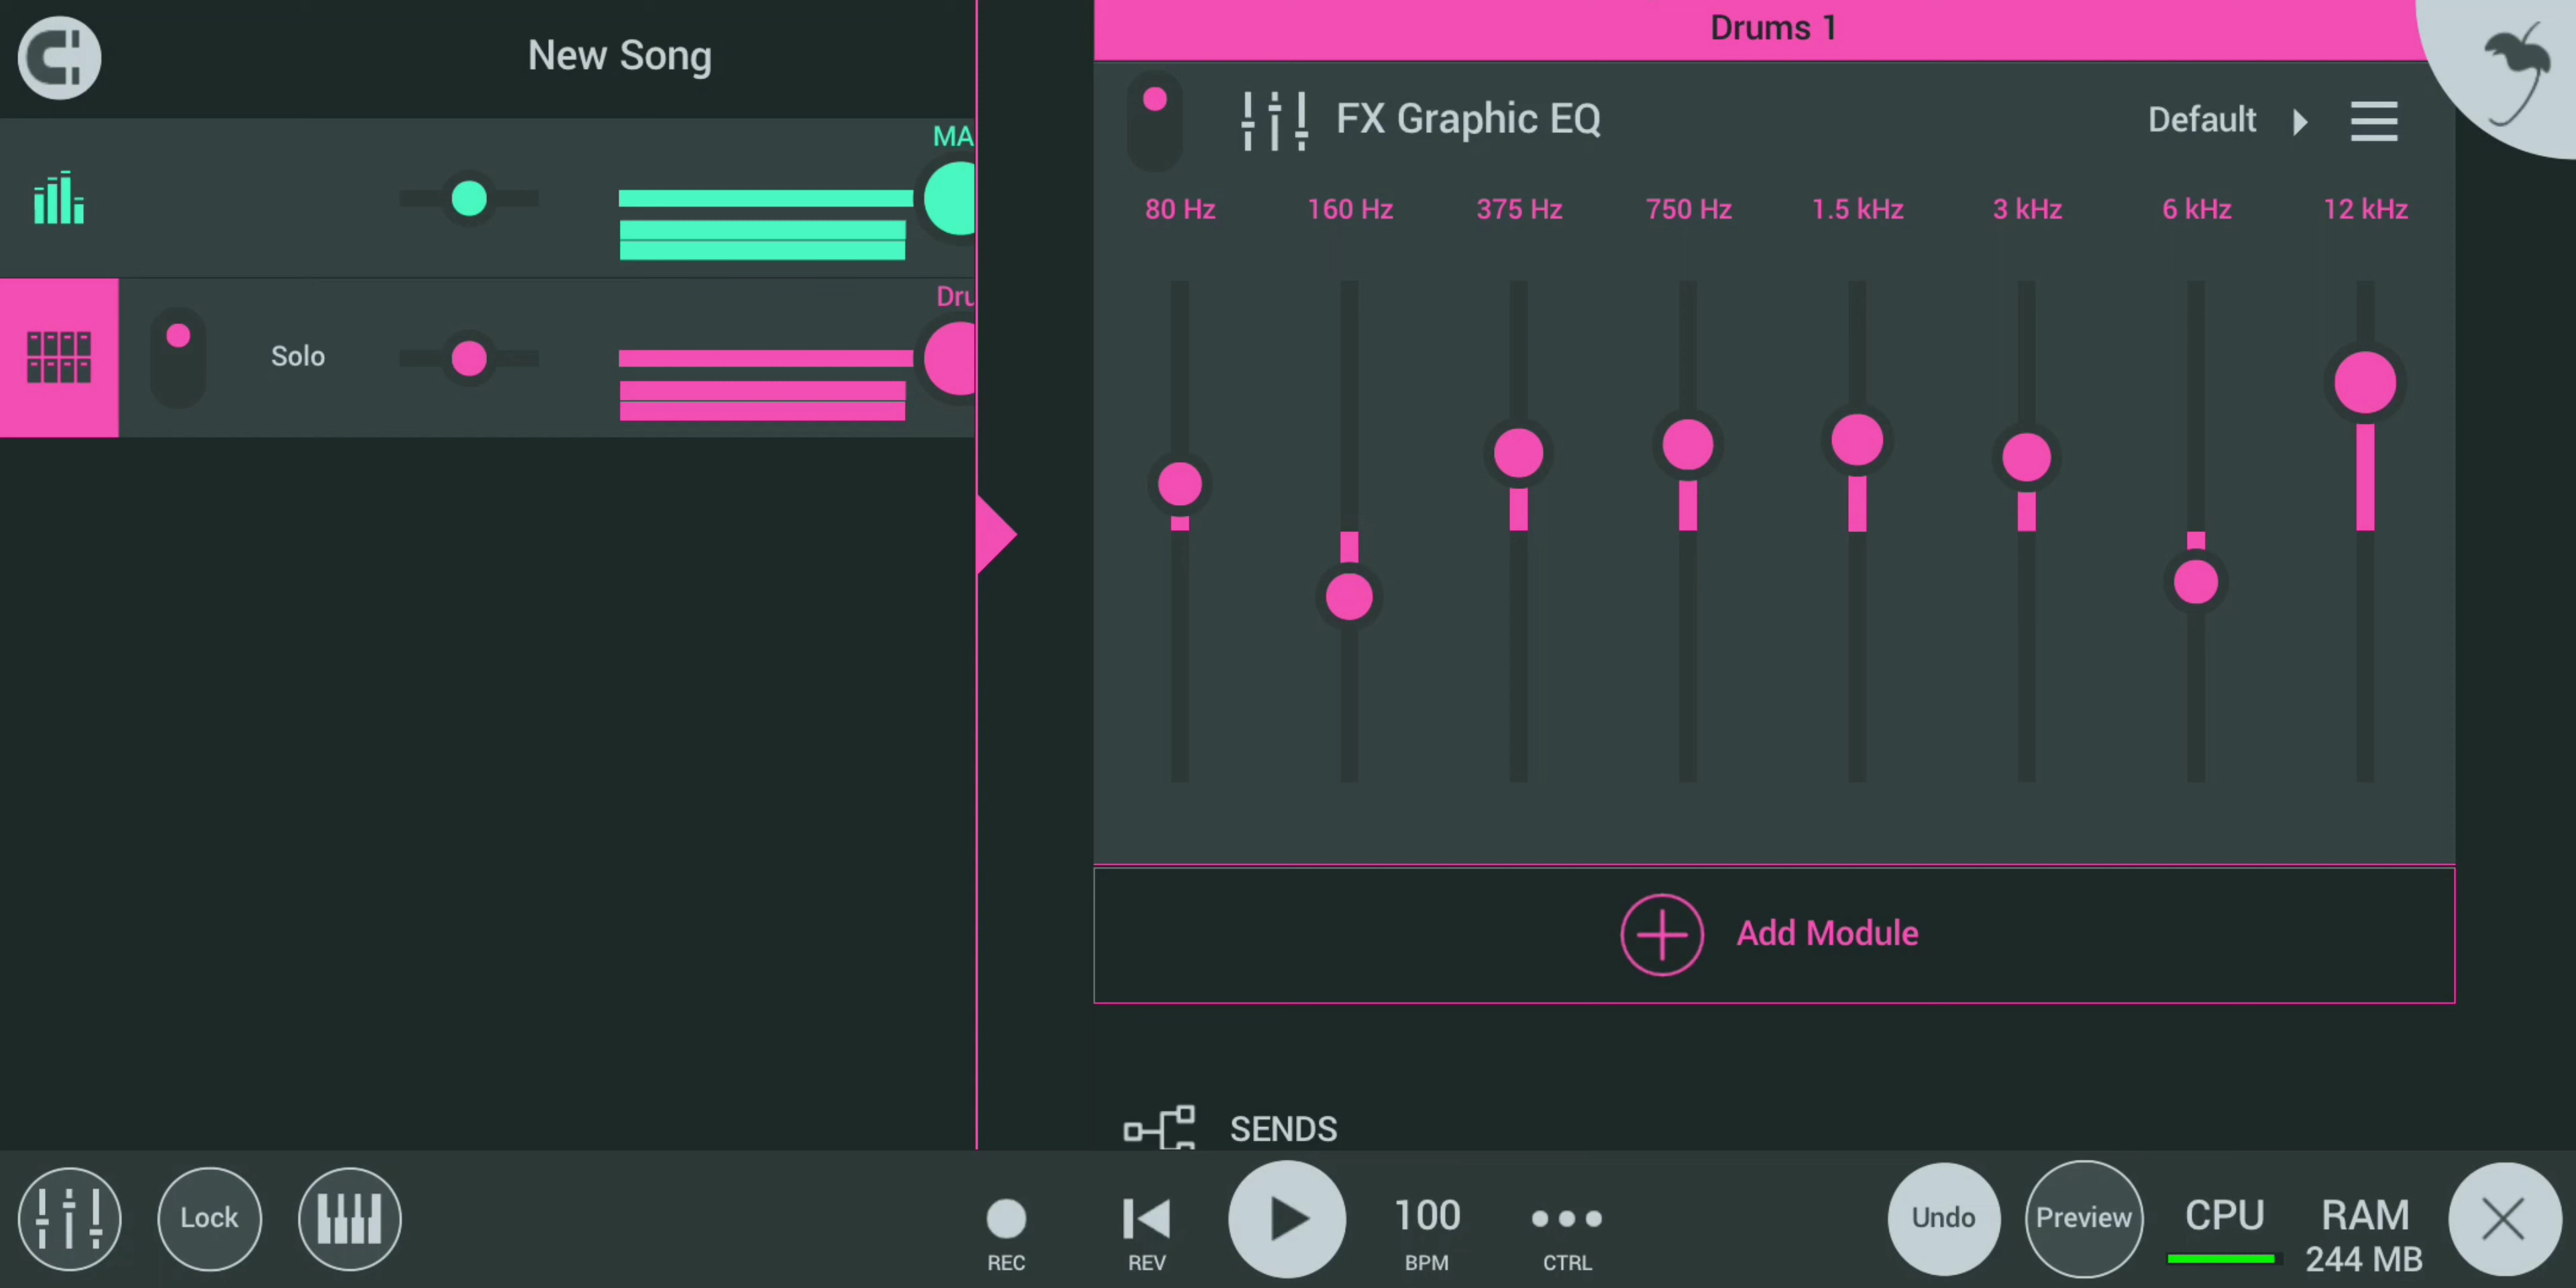 New Song
MA
Dru
Solo
Drums 1
FX Graphic EQ
Default
80 Hz 160 Hz 375 Hz 750 Hz 1.5 kHz 3 kHz 6 kHz 12 kHz
Add Module
SENDS
Lock
REC
REV
100
BPM
CTRL
Undo
Preview
CPU
RAM
244 MB